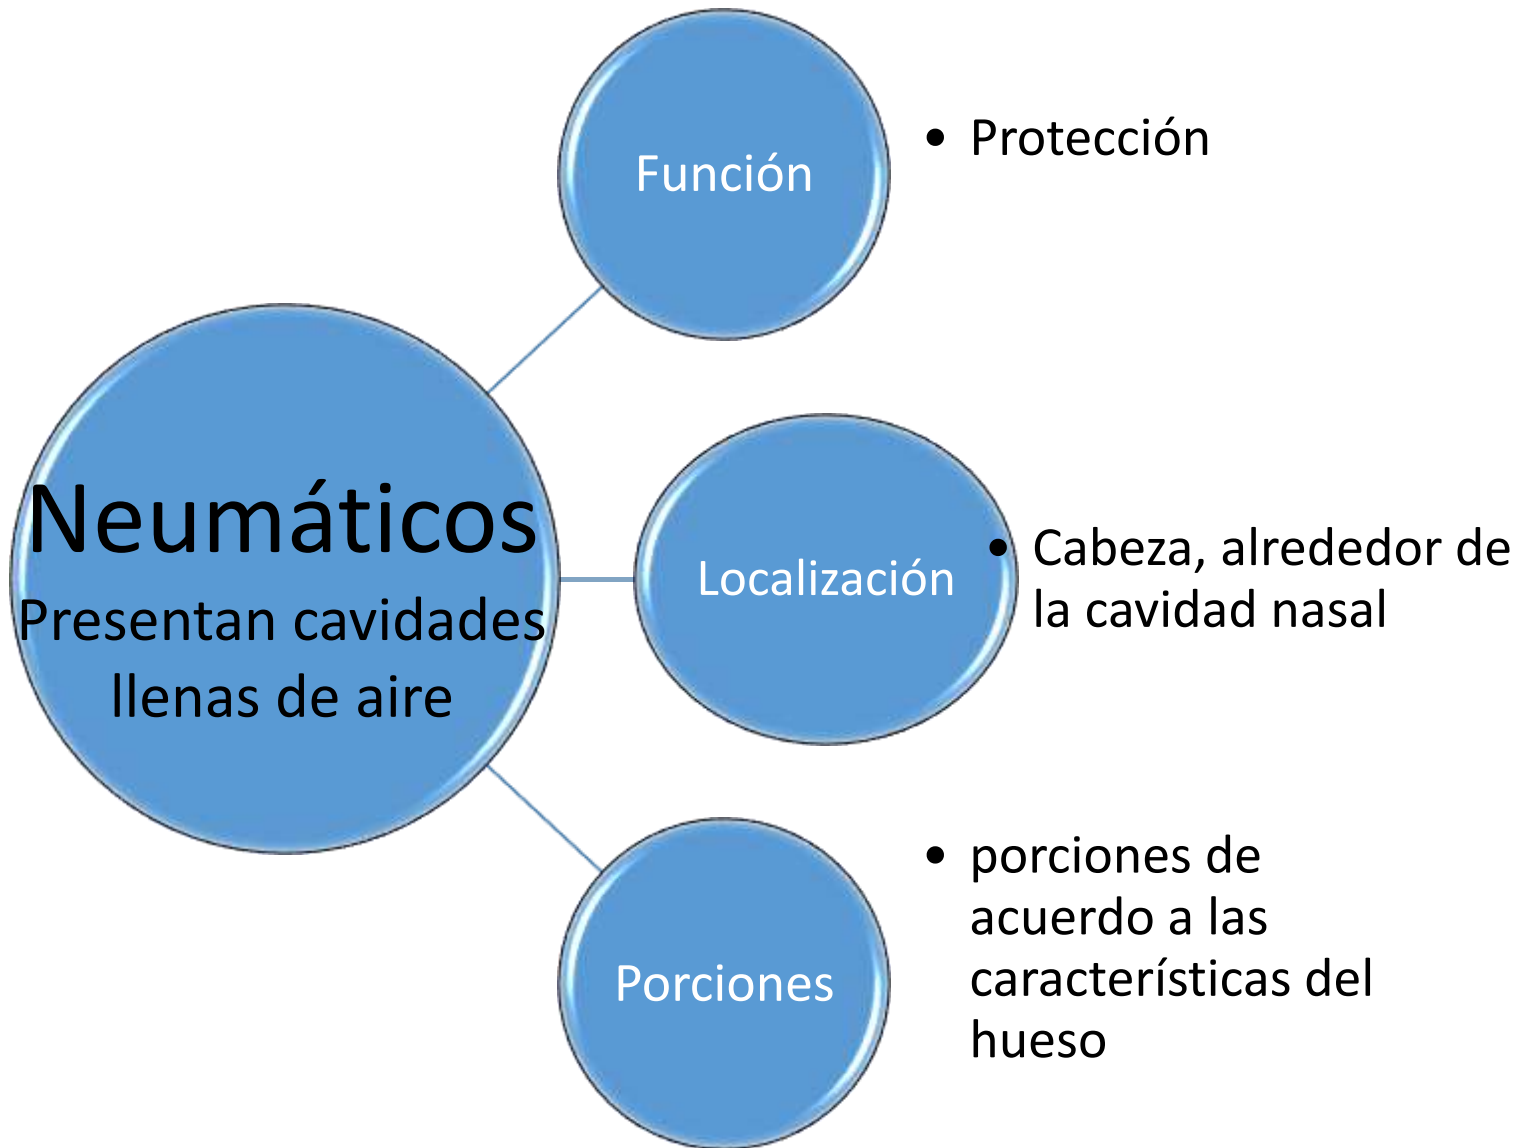 Función
• Protección
Neumáticos
Presentan cavidades
llenas de aire
Localización
• Cabeza, alrededor de
la cavidad nasal
Porciones
• porciones de
acuerdo a las
características del
hueso